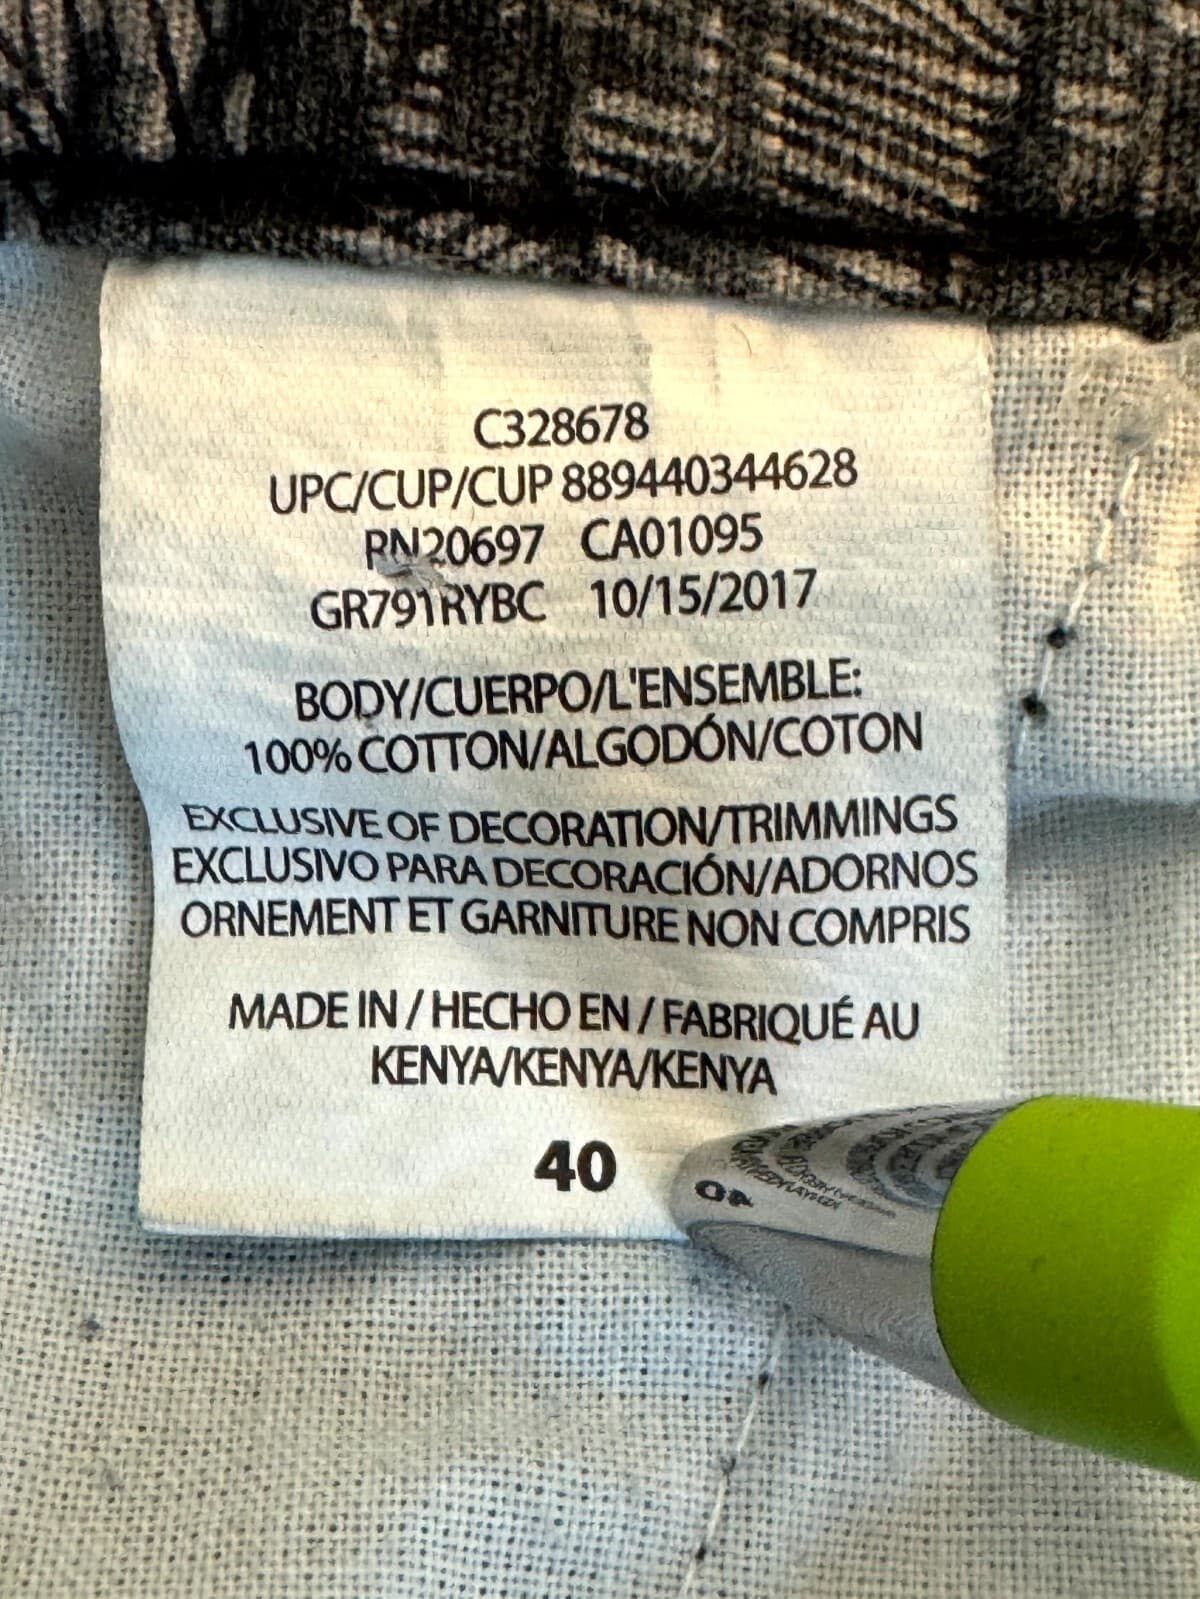 C328678
UPC/CUP/CUP 889440344628
RN20697 CA01095
GR791RYBC 10/15/2017
BODY/CUERPO/L'ENSEMBLE:
100% COTTON/ALGODÓN/COTON
EXCLUSIVE OF DECORATION/TRIMMINGS
EXCLUSIVO PARA DECORACIÓN/ADORNOS
ORNEMENT ET GARNITURE NON COMPRIS
MADE IN / HECHO EN / FABRIQUÉ AU
KENYA/KENYA/KENYA
40